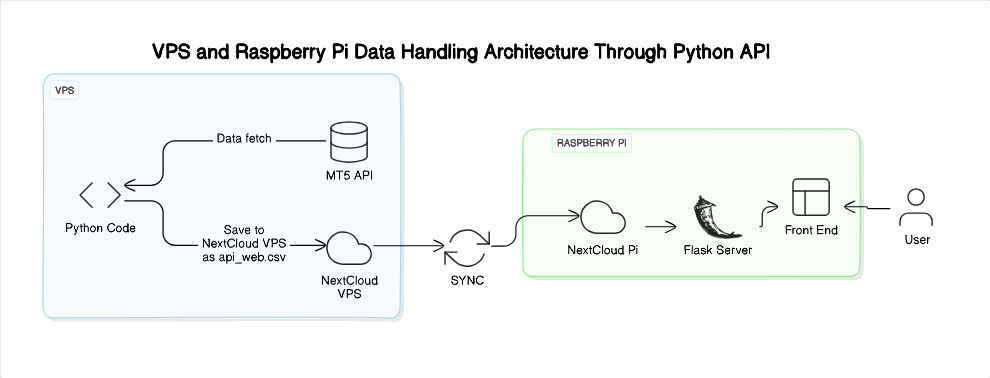 VPS and Raspberry Pi Data Handling Architecture Through Python API
VPS
Data fetch
MT5 API
Python Code
Save to
NextCloud VPS
as api_web.csv
NextCloud
VPS
SYNC
RASPBERRY PI
NextCloud Pi
Flask Server
Front End
User